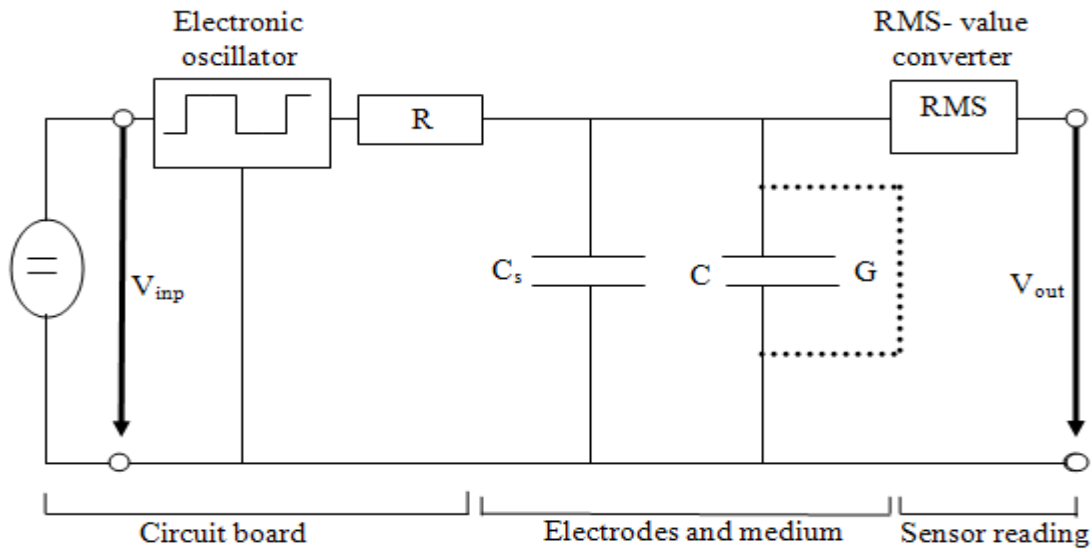 Electronic
oscillator
RMS- value
converter
R
RMS
V_inp
C_s
C
G
V_out
Circuit board
Electrodes and medium
Sensor reading